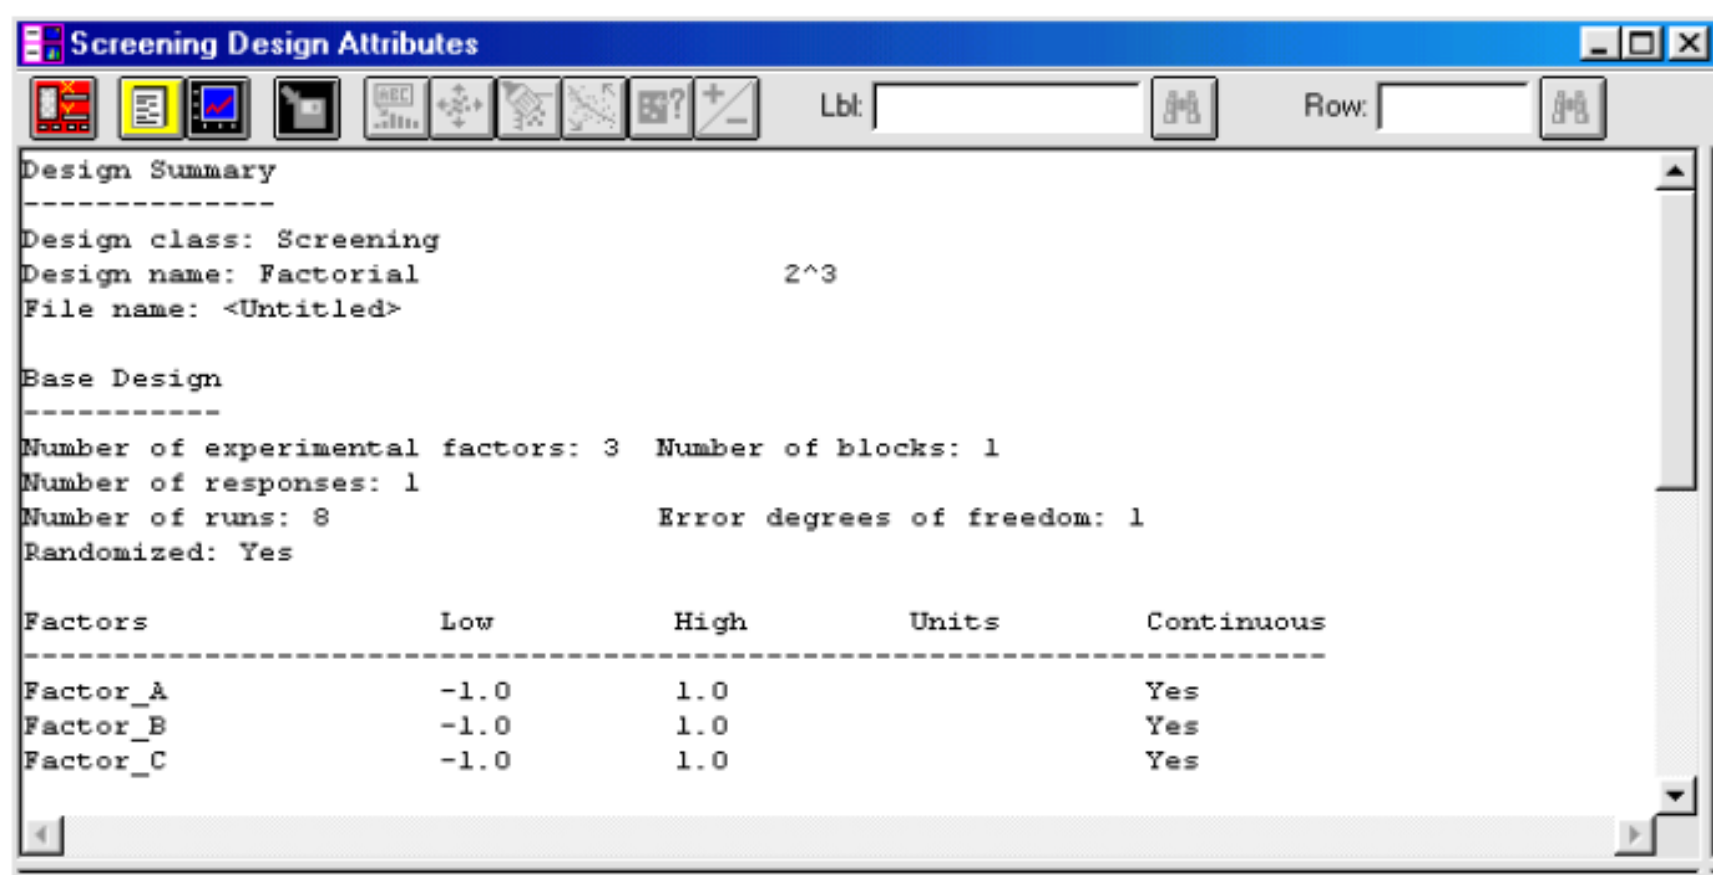 Screening Design Attributes
ABC ? + - Lbl: Row:
Design Summary
--------------
Design class: Screening
Design name: Factorial 2^3
File name: <Untitled>
Base Design
-----------
Number of experimental factors: 3 Number of blocks: 1
Number of responses: 1
Number of runs: 8 Error degrees of freedom: 1
Randomized: Yes
Factors Low High Units Continuous
------------------------------------------------------------------------
Factor_A -1.0 1.0 Yes
Factor_B -1.0 1.0 Yes
Factor_C -1.0 1.0 Yes